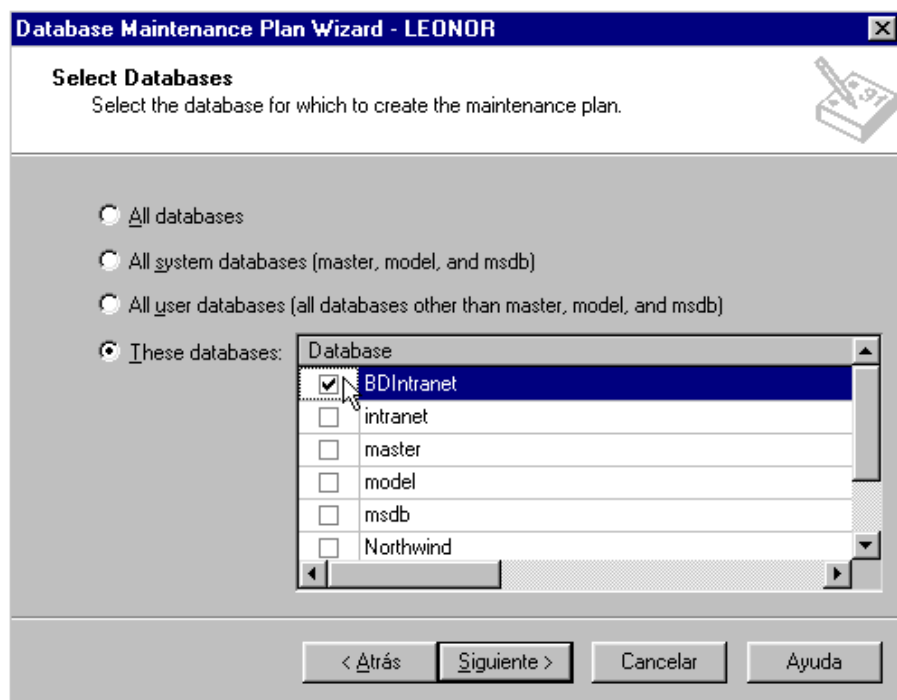 Database Maintenance Plan Wizard - LEONOR
Select Databases
Select the database for which to create the maintenance plan.
91
All databases
All system databases (master, model, and msdb)
All user databases (all databases other than master, model, and msdb)
These databases:
Database
BDIntranet
intranet
master
model
msdb
Northwind
< Atrás
Siguiente >
Cancelar
Ayuda